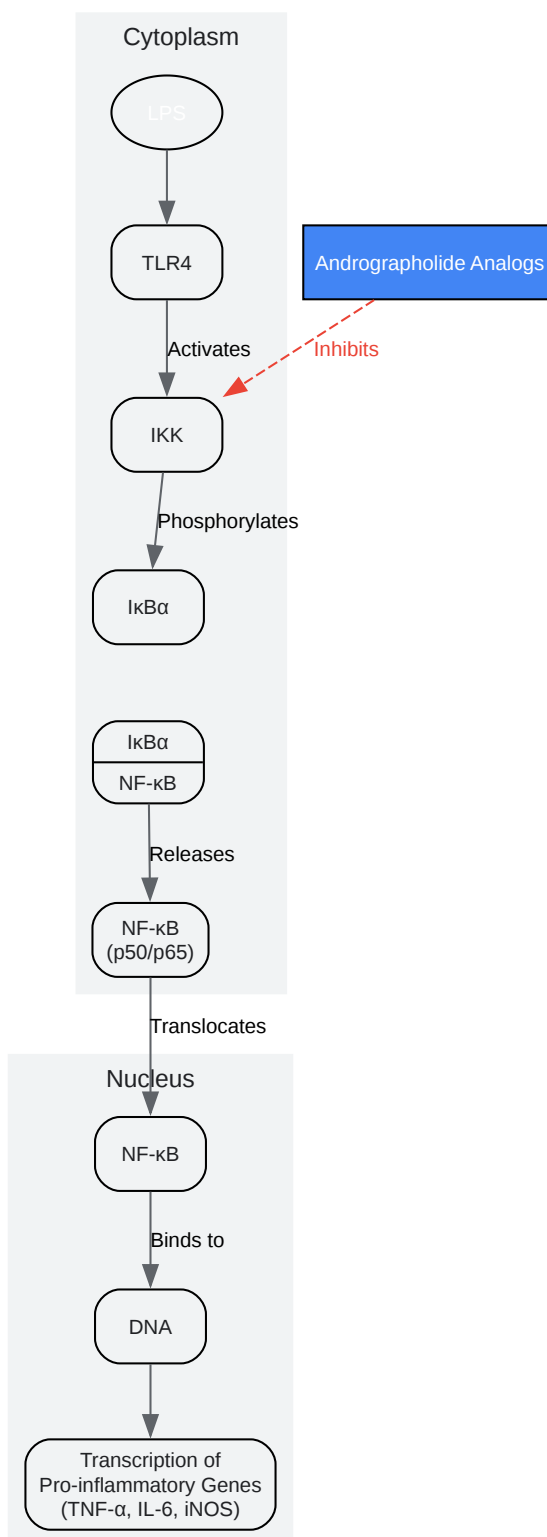 Cytoplasm
LPS
TLR4
Andrographolide Analogs
Activates
Inhibits
IKK
Phosphorylates
IκBα
IκBα
NF-κB
Releases
NF-κB
(p50/p65)
Translocates
Nucleus
NF-κB
Binds to
DNA
Transcription of
Pro-inflammatory Genes
(TNF-α, IL-6, iNOS)